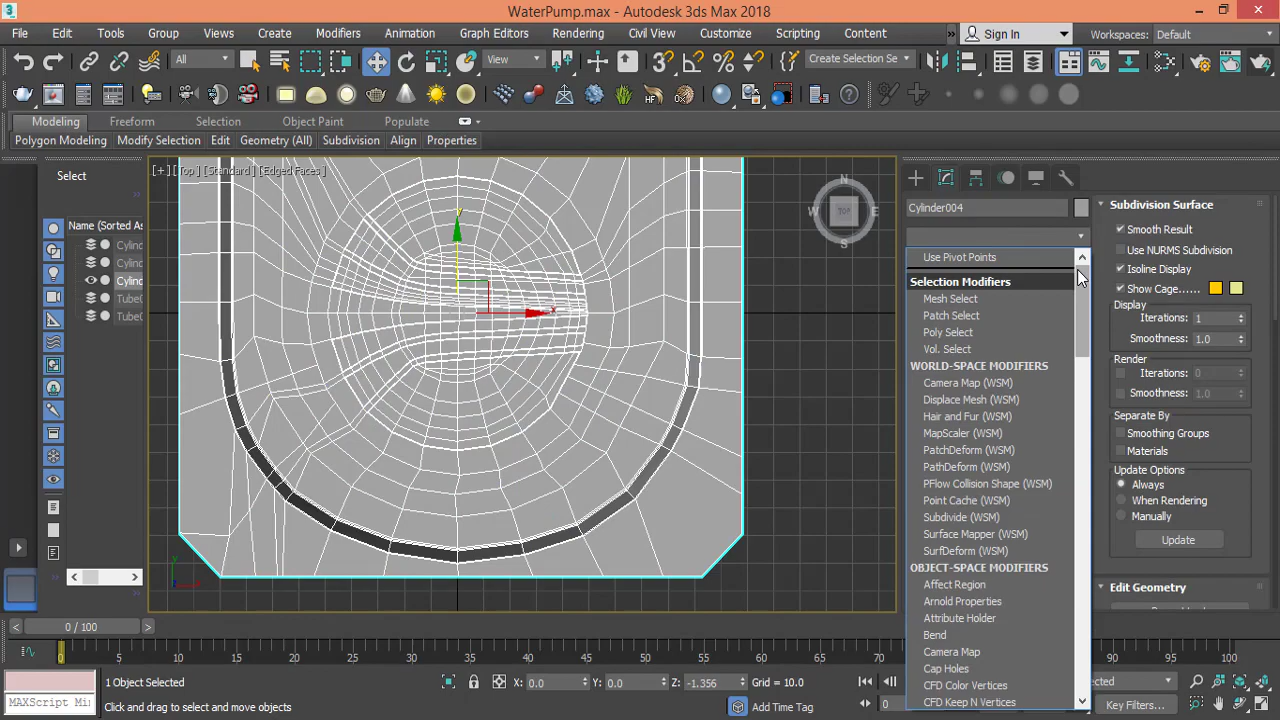 WaterPump.max - Autodesk 3ds Max 2018
File Edit Tools Group Views Create Modifiers Animation Graph Editors Rendering Civil View Customize Scripting Content » Sign In Workspaces: Default
All View Create Selection Se
Modeling Freeform Selection Object Paint Populate
Polygon Modeling Modify Selection Edit Geometry (All) Subdivision Align Properties
Select
Name (Sorted As
Cylind
Cylind
Cylind
Tube0
Tube0
[+] [Top] [Standard] [Edged Faces]
N
W TOP E
S
y
x
Cylinder004
Use Pivot Points
Selection Modifiers
Mesh Select
Patch Select
Poly Select
Vol. Select
WORLD-SPACE MODIFIERS
Camera Map (WSM)
Displace Mesh (WSM)
Hair and Fur (WSM)
MapScaler (WSM)
PatchDeform (WSM)
PathDeform (WSM)
PFlow Collision Shape (WSM)
Point Cache (WSM)
Subdivide (WSM)
Surface Mapper (WSM)
SurfDeform (WSM)
OBJECT-SPACE MODIFIERS
Affect Region
Arnold Properties
Attribute Holder
Bend
Camera Map
Cap Holes
CFD Color Vertices
CFD Keep N Vertices
Subdivision Surface
Smooth Result
Use NURMS Subdivision
Isoline Display
Show Cage......
Display
Iterations: 1
Smoothness: 1.0
Render
Iterations: 0
Smoothness: 1.0
Separate By
Smoothing Groups
Materials
Update Options
Always
When Rendering
Manually
Update
Edit Geometry
< 0 / 100 >
0 5 10 15 20 25 30 35 40 45 50 55 60 65 70 95 100
1 Object Selected X: 0.0 Y: 0.0 Z: -1.356 Grid = 10.0
MAXScript Mi Click and drag to select and move objects Add Time Tag 0 Key Filters...